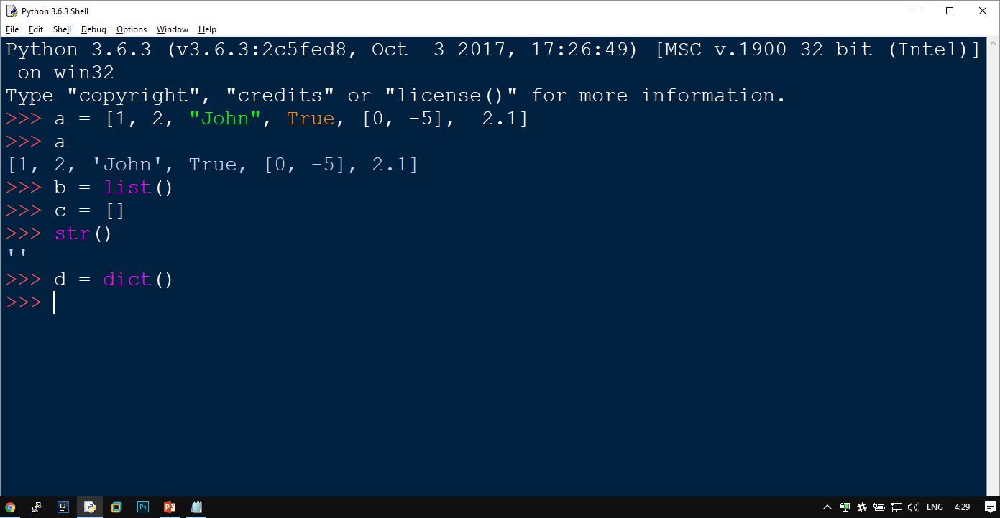 Python 3.6.3 Shell
File Edit Shell Debug Options Window Help
Python 3.6.3 (v3.6.3:2c5fed8, Oct  3 2017, 17:26:49) [MSC v.1900 32 bit (Intel)]
 on win32
Type "copyright", "credits" or "license()" for more information.
>>> a = [1, 2, "John", True, [0, -5],  2.1]
>>> a
[1, 2, 'John', True, [0, -5], 2.1]
>>> b = list()
>>> c = []
>>> str()
''
>>> d = dict()
>>>
IJ Ps P ENG 4:29